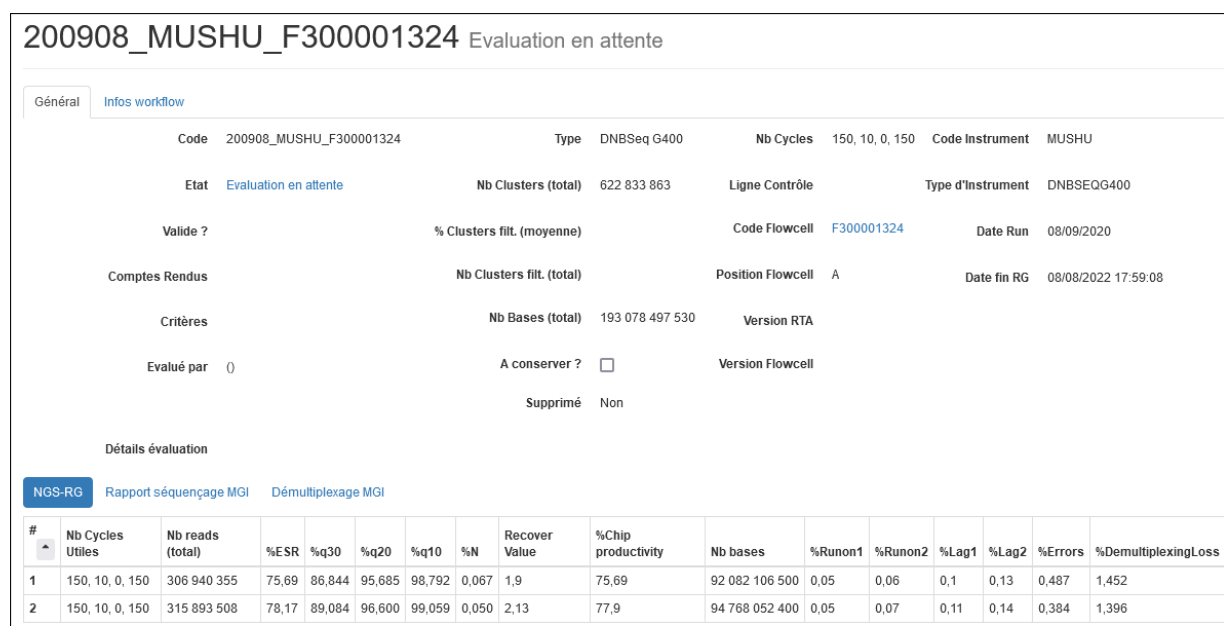 200908_MUSHU_F300001324 Evaluation en attente
Général Infos workflow
Code 200908_MUSHU_F300001324 Type DNBSeq G400 Nb Cycles 150, 10, 0, 150 Code Instrument MUSHU
Etat Evaluation en attente Nb Clusters (total) 622 833 863 Ligne Contrôle Type d'Instrument DNBSEQG400
Valide ? % Clusters filt. (moyenne) Code Flowcell F300001324 Date Run 08/09/2020
Comptes Rendus Nb Clusters filt. (total) Position Flowcell A Date fin RG 08/08/2022 17:59:08
Critères Nb Bases (total) 193 078 497 530 Version RTA
Evalué par () A conserver ? Version Flowcell
Supprimé Non
Détails évaluation
NGS-RG Rapport séquençage MGI Démultiplexage MGI
# Nb Cycles Utiles Nb reads (total) %ESR %q30 %q20 %q10 %N Recover Value %Chip productivity Nb bases %Runon1 %Runon2 %Lag1 %Lag2 %Errors %DemultiplexingLoss
1 150, 10, 0, 150 306 940 355 75,69 86,844 95,685 98,792 0,067 1,9 75,69 92 082 106 500 0,05 0,06 0,1 0,13 0,487 1,452
2 150, 10, 0, 150 315 893 508 78,17 89,084 96,600 99,059 0,050 2,13 77,9 94 768 052 400 0,05 0,07 0,11 0,14 0,384 1,396